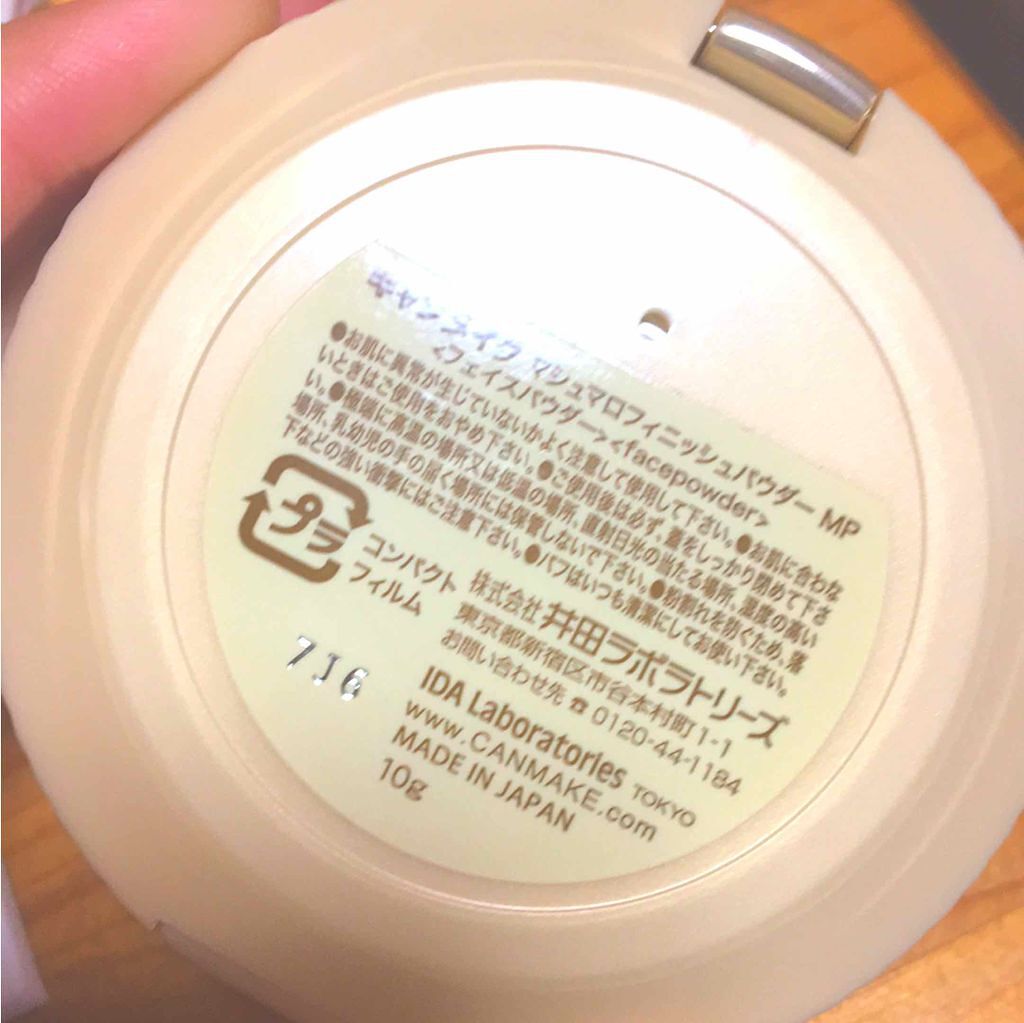 キャンメイク マシュマロフィニッシュパウダー MP
<フェイスパウダー><facepowder>
●お肌に異常が生じていないかよく注意して使用して下さい。●お肌に合わな
いときはご使用をおやめ下さい。●ご使用後は必ず、蓋をしっかり閉めて下さ
い。●極端に高温の場所又は低温の場所、直射日光の当たる場所、湿度の高い
場所、乳幼児の手の届く場所には保管しないで下さい。●粉割れを防ぐため、落
下などの強い衝撃にはご注意下さい。●パフはいつも清潔にしてお使い下さい。
プラ
コンパクト
フィルム
株式会社 井田ラボラトリーズ
東京都新宿区市谷本村町1-1
お問い合わせ先 ☎ 0120-44-1184
IDA Laboratories TOKYO
www.CANMAKE.com
MADE IN JAPAN
10g
7J6